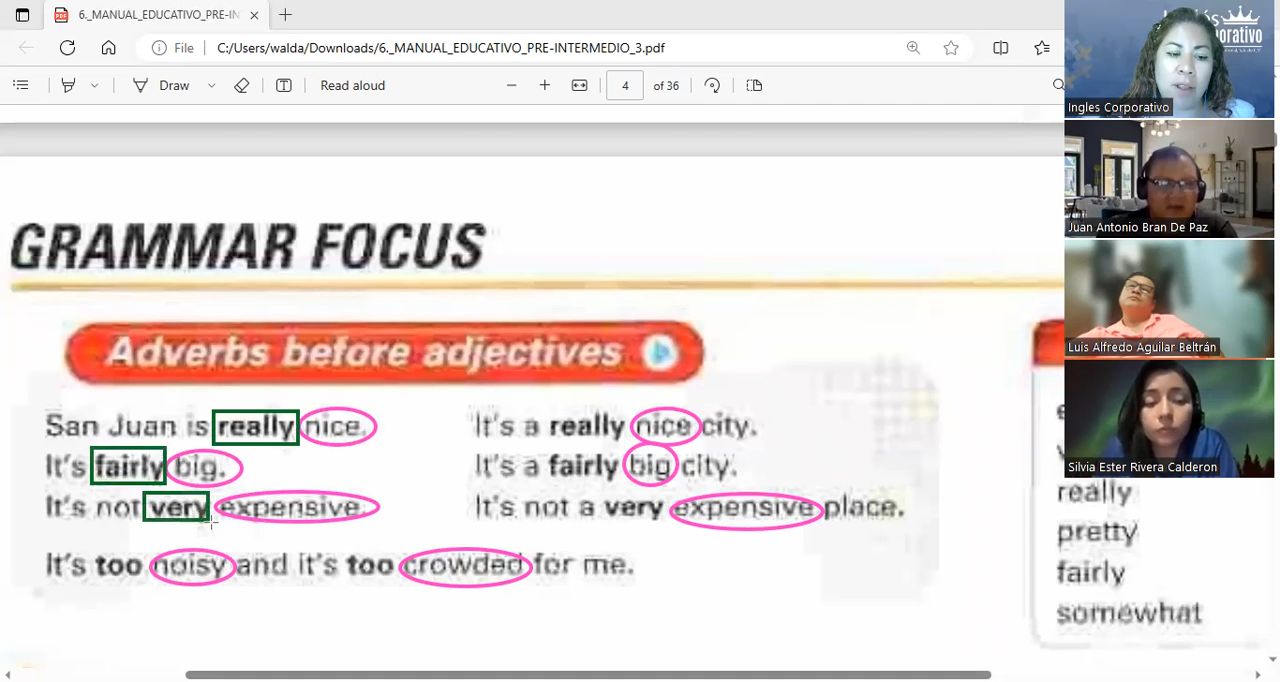 6._MANUAL_EDUCATIVO_PRE-IN
File
C:/Users/walda/Downloads/6._MANUAL_EDUCATIVO_PRE-INTERMEDIO_3.pdf
Draw
Read aloud
4
of 36
GRAMMAR FOCUS
Adverbs before adjectives
San Juan is really nice.
It's a really nice city.
It's fairly big.
It's a fairly big city.
It's not very expensive.
It's not a very expensive place.
It's too noisy and it's too crowded for me.
really
pretty
fairly
somewhat
Ingles Corporativo
Juan Antonio Bran De Paz
Luis Alfredo Aguilar Beltrán
Silvia Ester Rivera Calderon